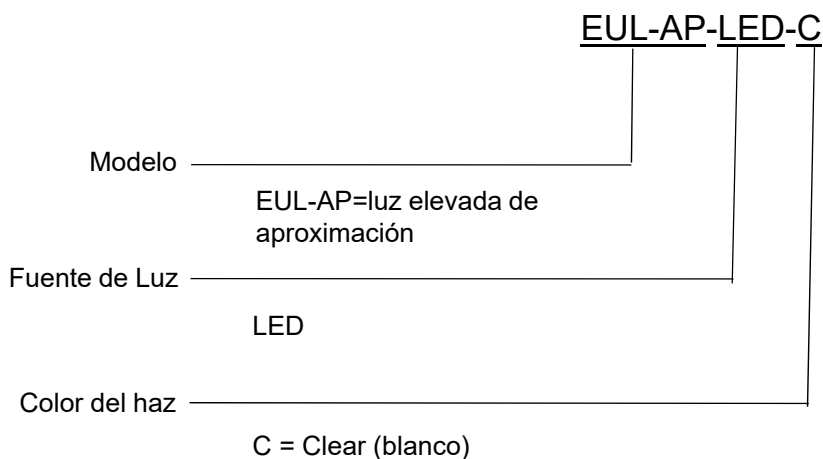 EUL-AP-LED-C
Modelo
EUL-AP=luz elevada de
aproximación
Fuente de Luz
LED
Color del haz
C = Clear (blanco)